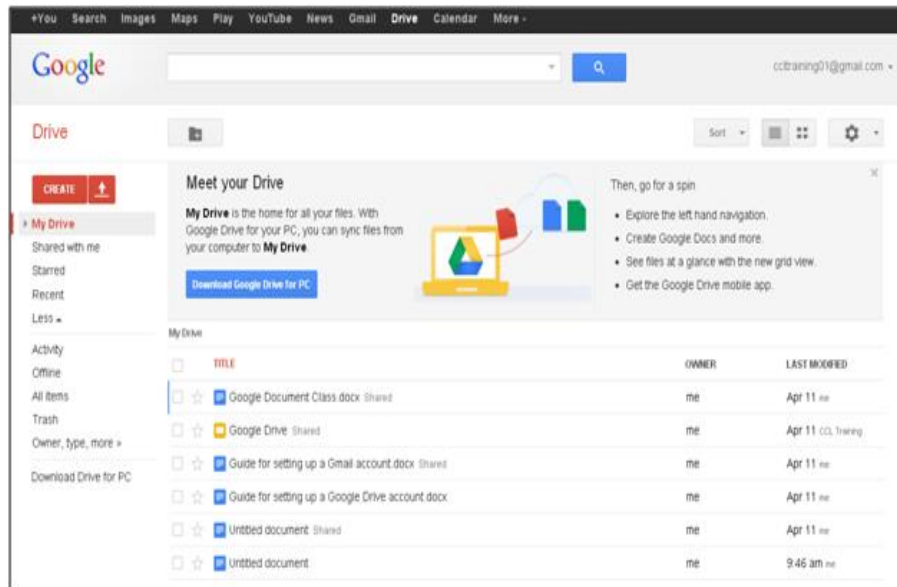 +You Search Images Maps Play YouTube News Gmail Drive Calendar More
Google
ccltraining01@gmail.com
Drive
Sort
CREATE
My Drive
Shared with me
Starred
Recent
Less
Activity
Offline
All items
Trash
Owner, type, more »
Download Drive for PC
Meet your Drive
My Drive is the home for all your files. With
Google Drive for your PC, you can sync files from
your computer to My Drive.
Download Google Drive for PC
Then, go for a spin
• Explore the left hand navigation.
• Create Google Docs and more.
• See files at a glance with the new grid view.
• Get the Google Drive mobile app.
My Drive
TITLE OWNER LAST MODIFIED
Google Document Class.docx Shared me Apr 11 me
Google Drive Shared me Apr 11 CCL Training
Guide for setting up a Gmail account.docx Shared me Apr 11 me
Guide for setting up a Google Drive account.docx me Apr 11 me
Untitled document Shared me Apr 11 me
Untitled document me 9:46 am me